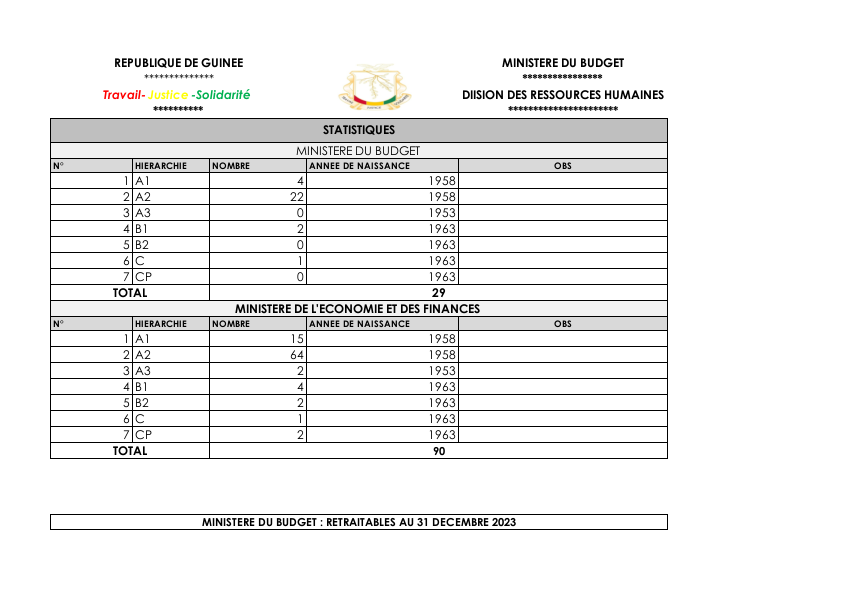 REPUBLIQUE DE GUINEE
**************
Travail- Justice -Solidarité
**********
MINISTERE DU BUDGET
****************
DIISION DES RESSOURCES HUMAINES
**********************
STATISTIQUES
MINISTERE DU BUDGET
N° HIERARCHIE NOMBRE ANNEE DE NAISSANCE OBS
1 A1 4 1958
2 A2 22 1958
3 A3 0 1953
4 B1 2 1963
5 B2 0 1963
6 C 1 1963
7 CP 0 1963
TOTAL 29
MINISTERE DE L'ECONOMIE ET DES FINANCES
N° HIERARCHIE NOMBRE ANNEE DE NAISSANCE OBS
1 A1 15 1958
2 A2 64 1958
3 A3 2 1953
4 B1 4 1963
5 B2 2 1963
6 C 1 1963
7 CP 2 1963
TOTAL 90
MINISTERE DU BUDGET : RETRAITABLES AU 31 DECEMBRE 2023